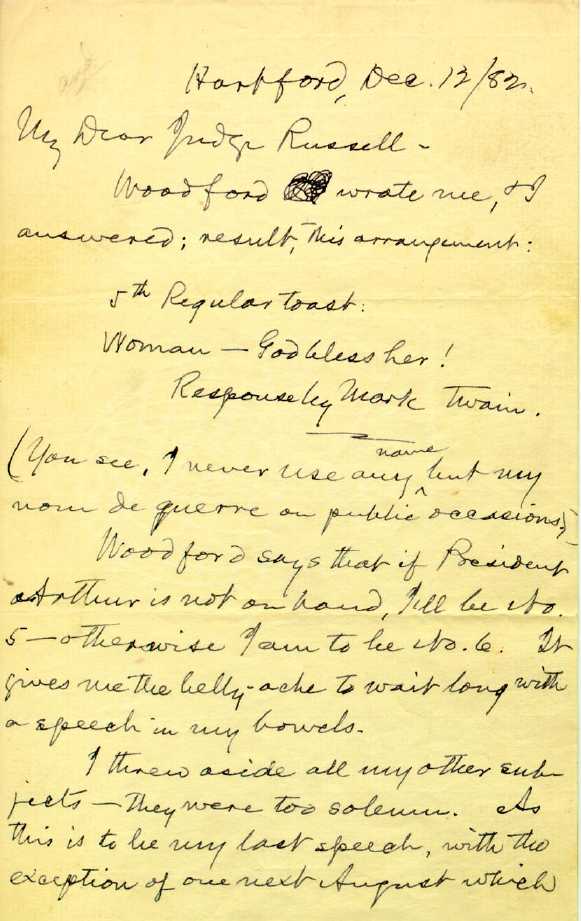 Hartford, Dec. 12/82.
My Dear Judge Russell –
Woodford wrote me, & I
answered; result, this arrangement:
5th Regular toast:
Woman – God bless her!
Response by Mark Twain.
(You see, I never use any name but my
nom de guerre on public occasions.)
Woodford says that if President
Arthur is not on hand, I'll be No.
5 – otherwise I am to be No. 6. It
gives me the belly-ache to wait long with
a speech in my bowels.
I threw aside all my other sub-
jects – they were too solemn. As
this is to be my last speech, with the
exception of one next August which